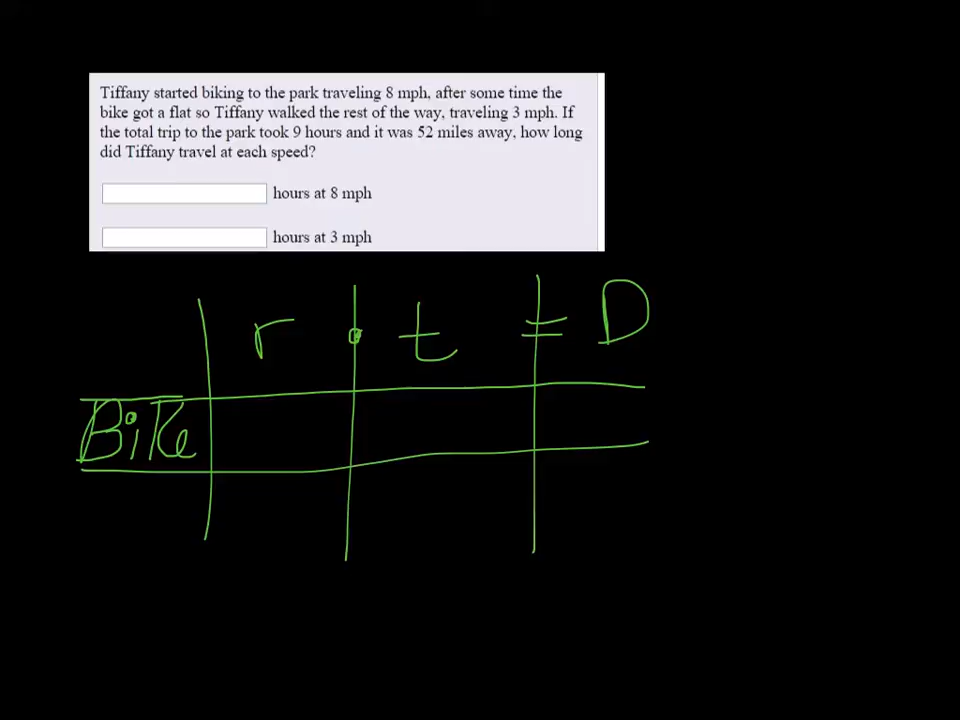 Tiffany started biking to the park traveling 8 mph, after some time the
bike got a flat so Tiffany walked the rest of the way, traveling 3 mph. If
the total trip to the park took 9 hours and it was 52 miles away, how long
did Tiffany travel at each speed?
hours at 8 mph
hours at 3 mph
r • t = D
Bike